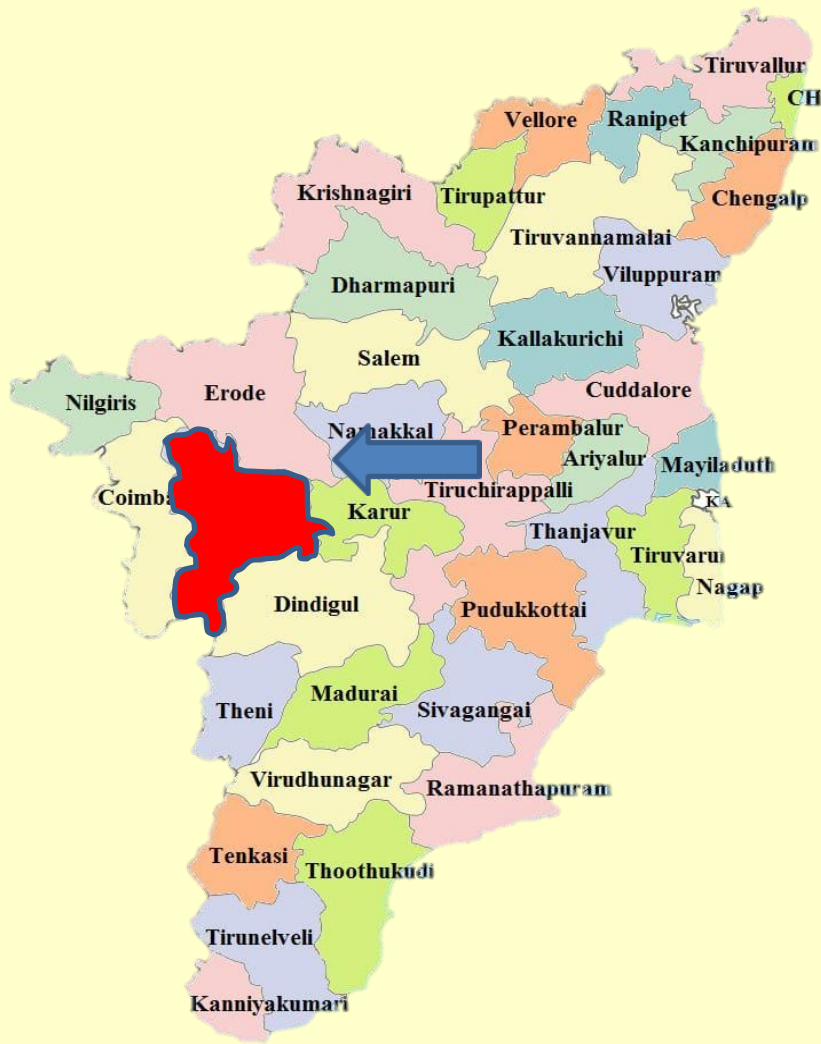 Tiruvallur
CH
Vellore
Ranipet
Kanchipuram
Krishnagiri
Tirupattur
Chengalp
Tiruvannamalai
Viluppuram
Dharmapuri
Kallakurichi
Salem
Cuddalore
Erode
Nilgiris
Namakkal
Perambalur
Ariyalur
Mayiladuth
Coimba
Tiruchirappalli
KA
Karur
Thanjavur
Tiruvaru
Nagap
Dindigul
Pudukkottai
Madurai
Theni
Sivagangai
Virudhunagar
Ramanathapuram
Tenkasi
Thoothukudi
Tirunelveli
Kanniyakumari